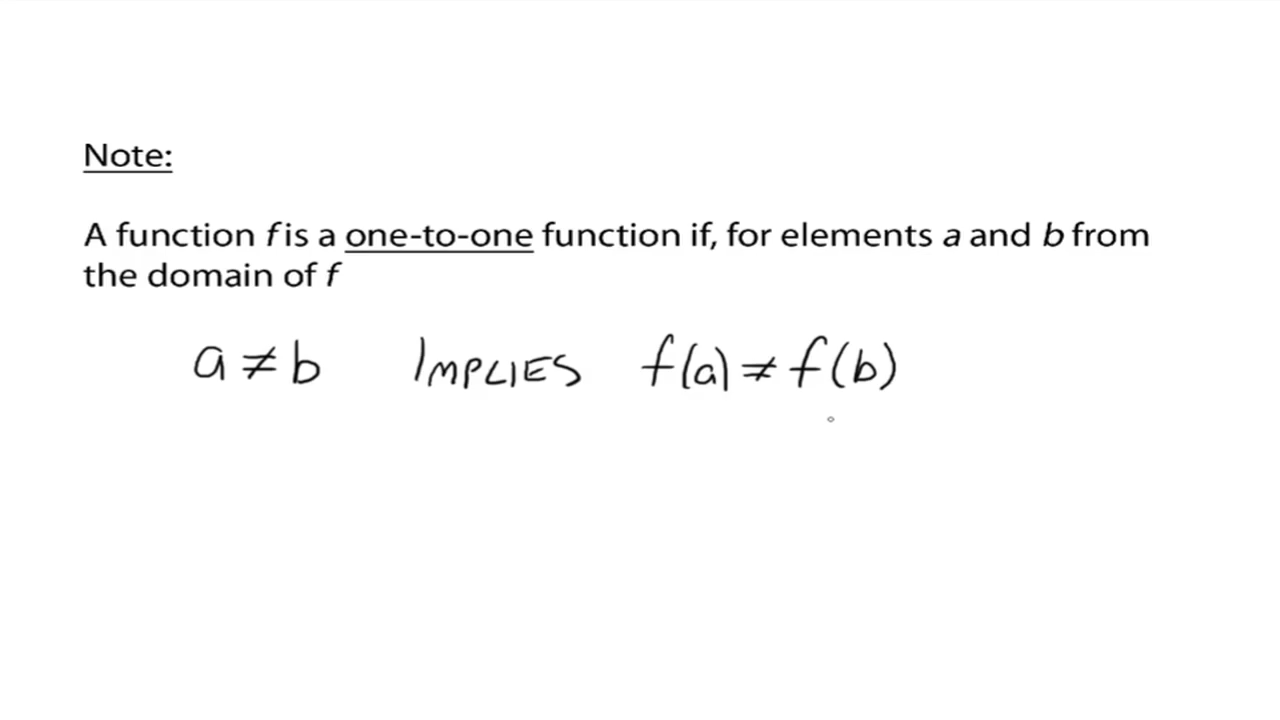 Note:
A function f is a one-to-one function if, for elements a and b from
the domain of f
a ≠ b IMPLIES f(a) ≠ f(b)